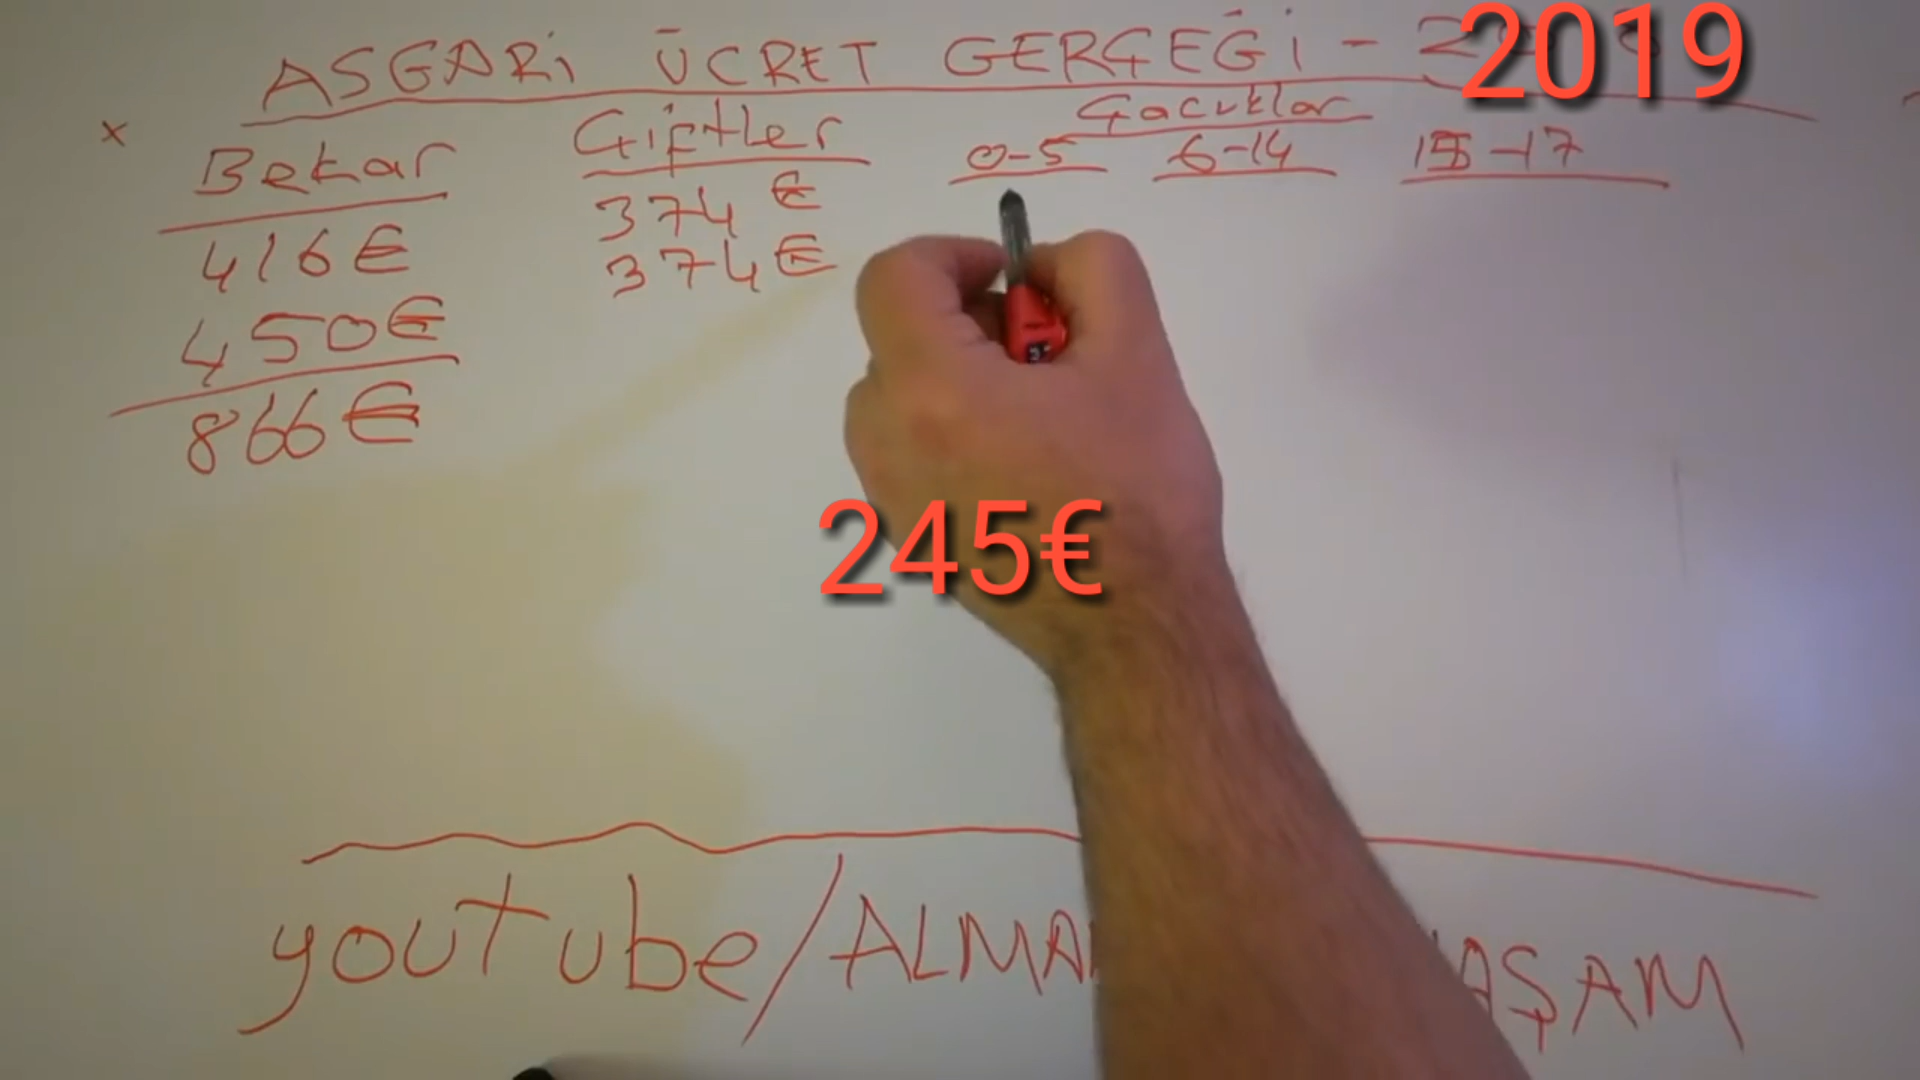 ASGARİ ÜCRET GERÇEĞİ - 2019
x
Bekar
Çiftler
Çocuklar
0-5 6-14 15-17
416€
450€
866€
374€
374€
245€
youtube/ALMA AŞAM